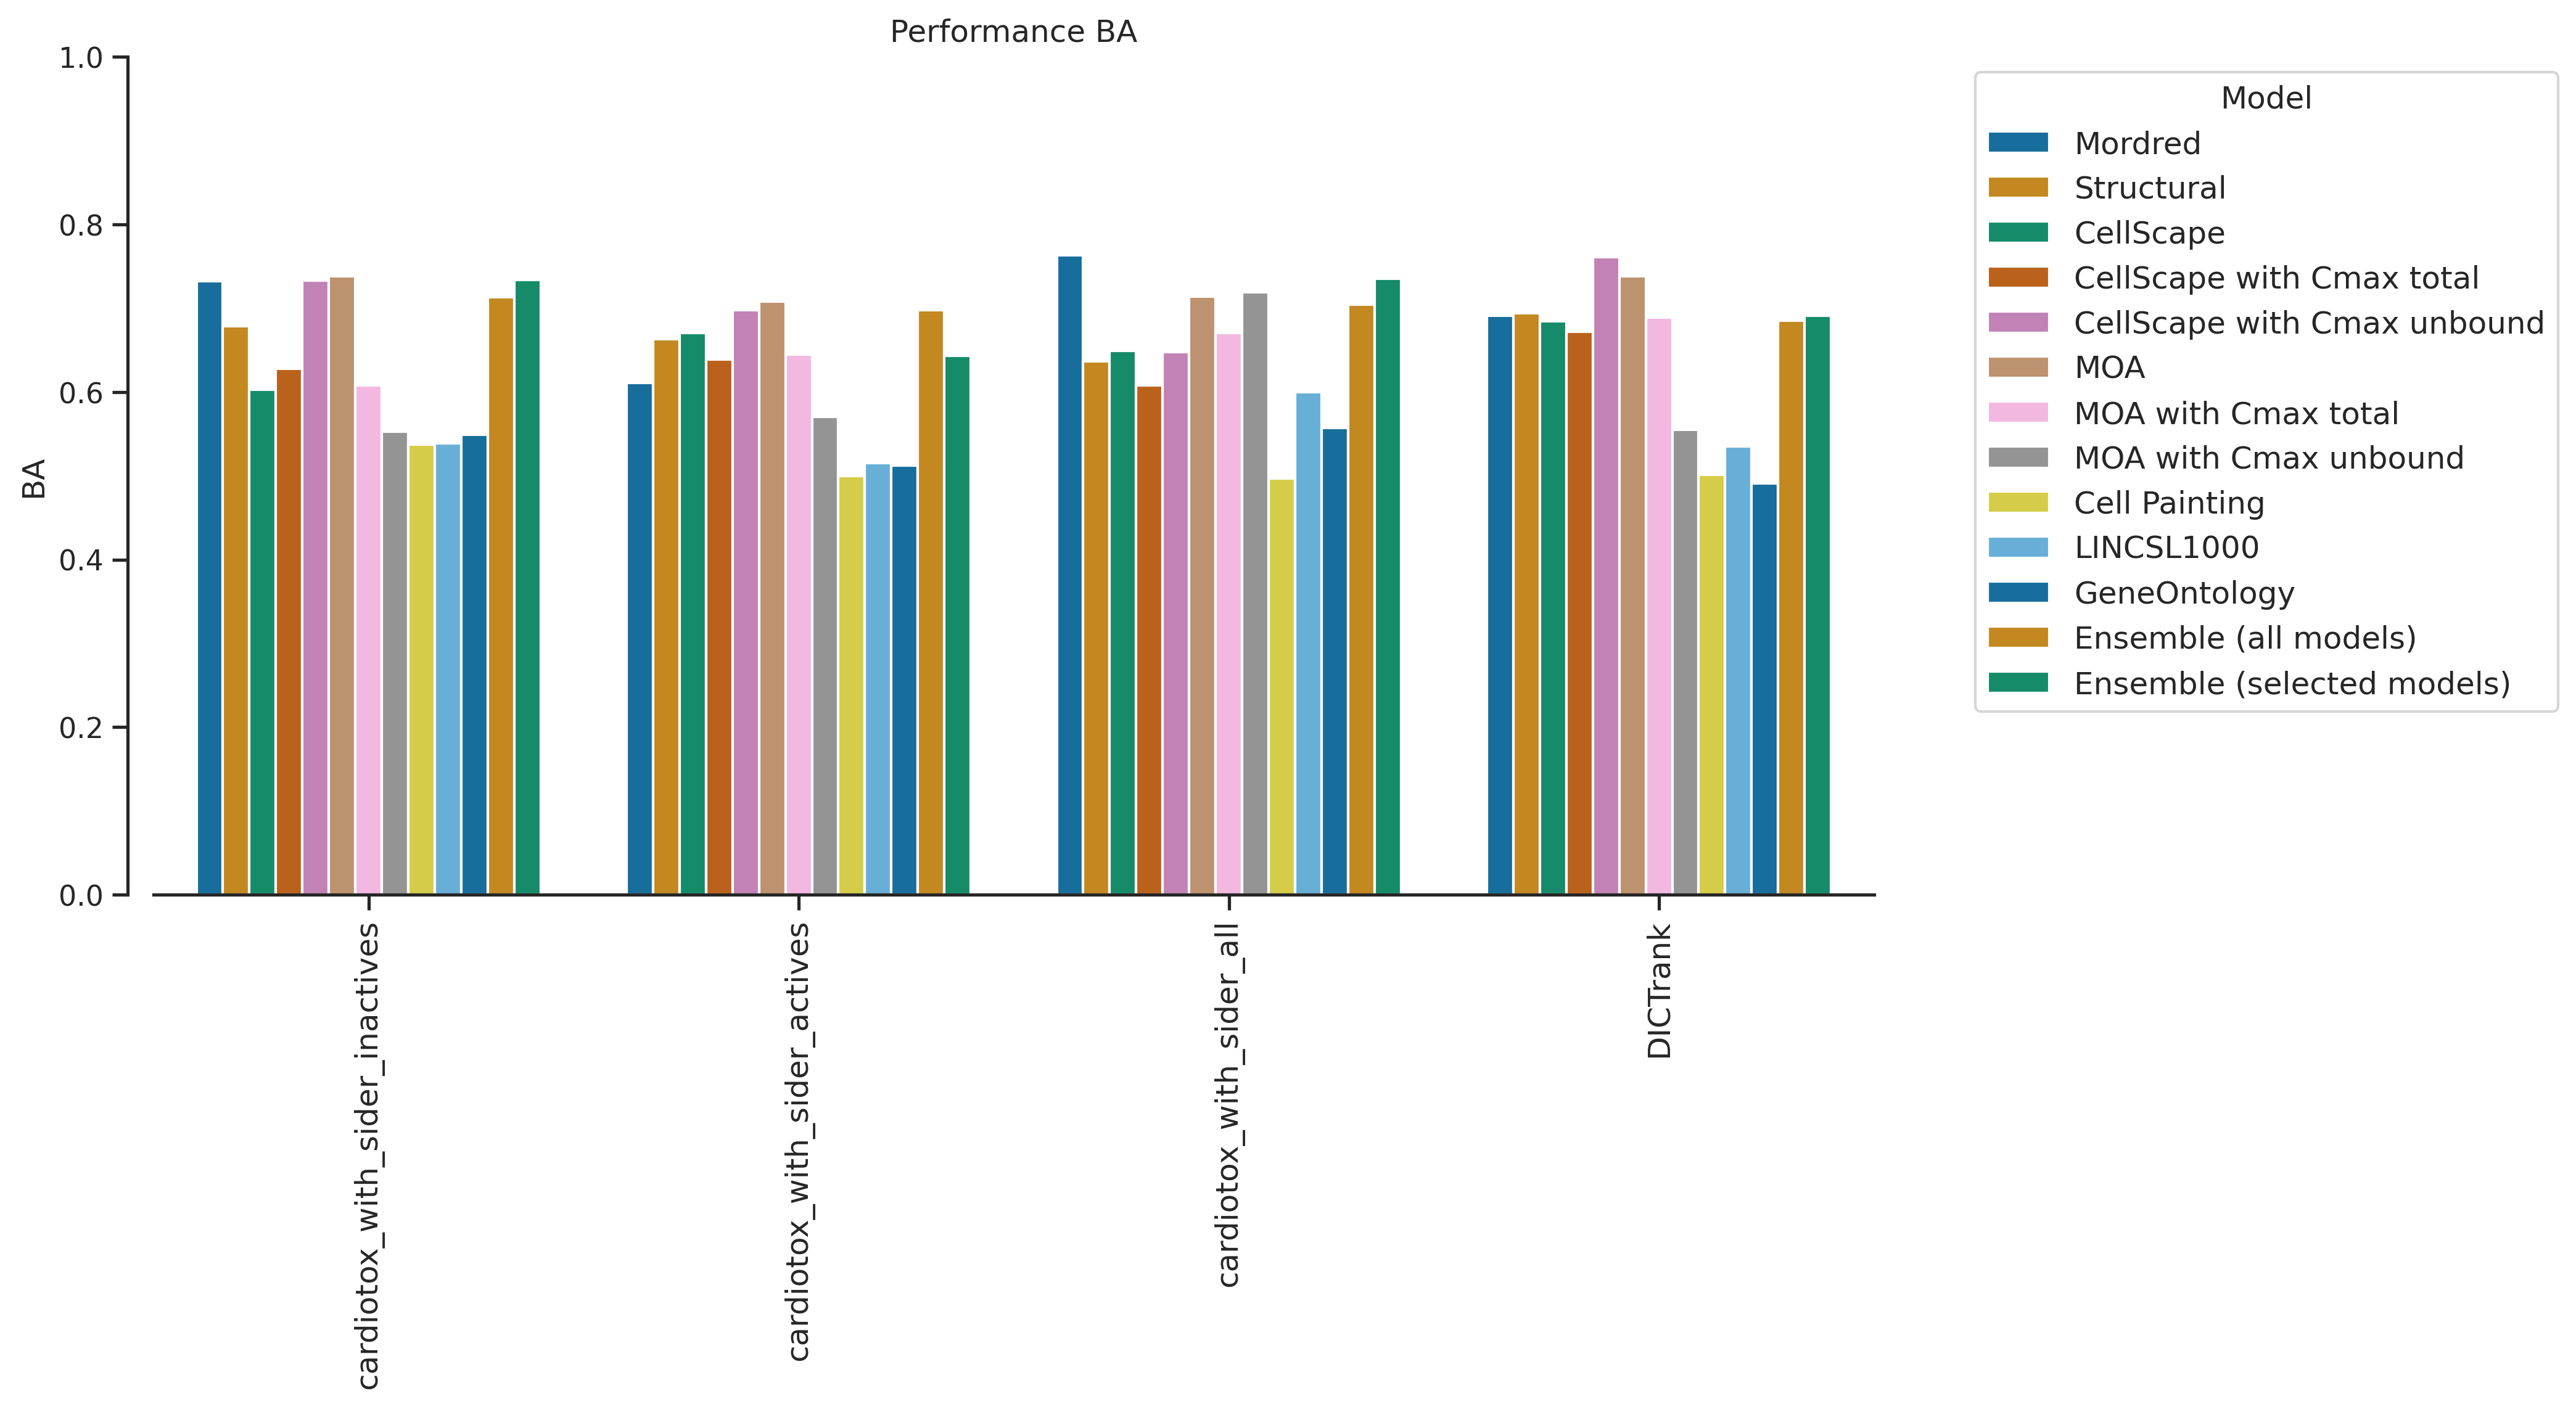 Performance BA
1.0
0.8
0.6
0.4
0.2
0.0
BA
cardiotox_with_sider_inactives
cardiotox_with_sider_actives
cardiotox_with_sider_all
DICTrank
Model
Mordred
Structural
CellScape
CellScape with Cmax total
CellScape with Cmax unbound
MOA
MOA with Cmax total
MOA with Cmax unbound
Cell Painting
LINCSL1000
GeneOntology
Ensemble (all models)
Ensemble (selected models)